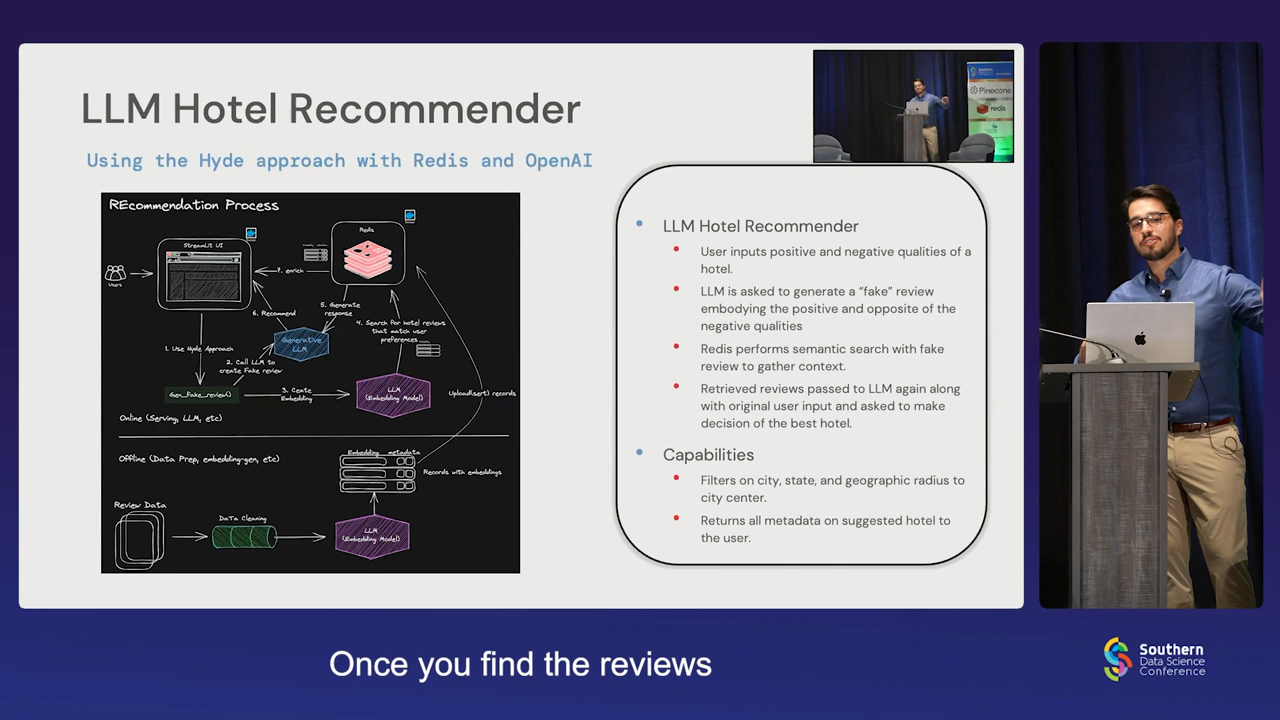 LLM Hotel Recommender
Using the Hyde approach with Redis and OpenAI
REcommendation Process
StreamLit UI
Users
Redis
7. enrich
5. Generate
response
6. Recommend
4. Search for hotel reviews
that match user
preferences
Generative
LLM
1. Use Hyde Approach
2. Call LLM to
create Fake review
Gen_Fake_review()
3. Ceate
Embedding
LLM
(Embedding Model)
Upload(sert) records
Online (Serving, LLM, etc)
Offline (Data Prep, embedding-gen, etc)
Embedding metadata
Records with embeddings
Review Data
DaTa Cleaning
LLM
(Embedding Model)
Southern
Pinecone
redis
• LLM Hotel Recommender
• User inputs positive and negative qualities of a
hotel.
• LLM is asked to generate a “fake” review
embodying the positive and opposite of the
negative qualities
• Redis performs semantic search with fake
review to gather context.
• Retrieved reviews passed to LLM again along
with original user input and asked to make
decision of the best hotel.
• Capabilities
• Filters on city, state, and geographic radius to
city center.
• Returns all metadata on suggested hotel to
the user.
Once you find the reviews
Southern
Data Science
Conference